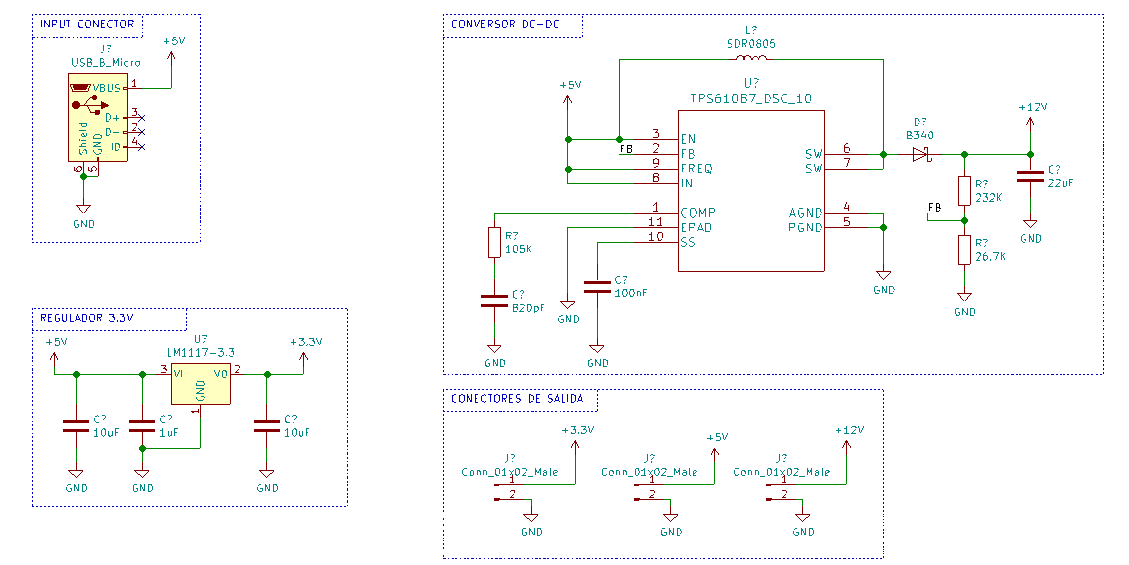 INPUT CONECTOR
J?
USB_B_Micro
+5V
VBUS 1
D+ 3
D- 2
ID 4
Shield 6
GND 5
GND
REGULADOR 3.3V
+5V
U?
LM1117-3.3
+3.3V
3 VI
VO 2
GND
1
C?
10uF
C?
1uF
C?
10uF
GND
GND
GND
CONVERSOR DC-DC
L?
SDR0805
+5V
U?
TPS61087_DSC_10
3 EN
FB 2 FB
9 FREQ
8 IN
1 COMP
11 EPAD
10 SS
SW 6
SW 7
AGND 4
PGND 5
D?
B340
+12V
R?
232K
C?
22uF
FB
R?
26.7K
GND
GND
GND
R?
105k
C?
820pF
C?
100nF
GND
GND
GND
CONECTORES DE SALIDA
+3.3V
J?
Conn_01x02_Male
1
2
GND
+5V
J?
Conn_01x02_Male
1
2
GND
+12V
J?
Conn_01x02_Male
1
2
GND